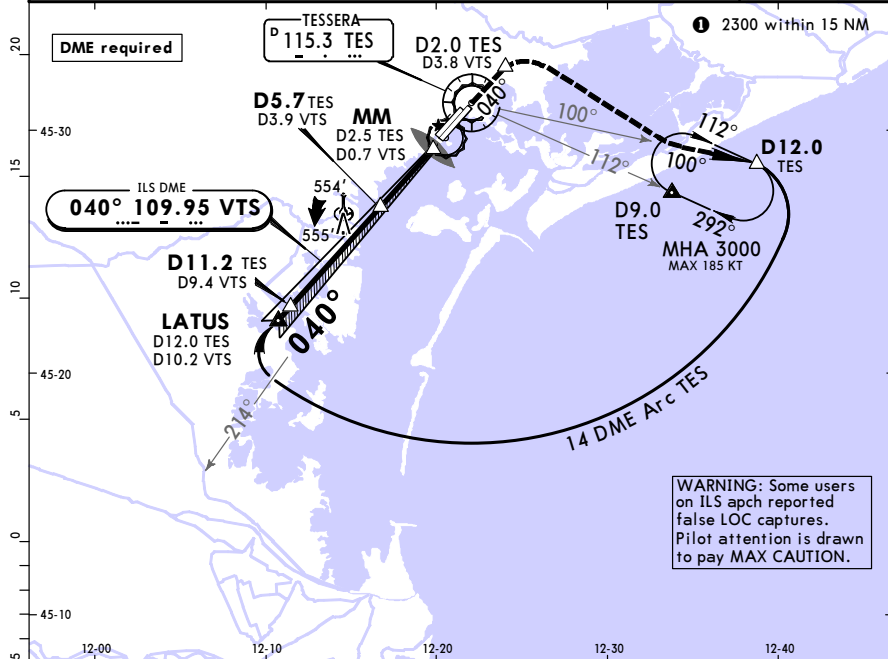 ❶ 2300 within 15 NM
DME required
TESSERA
D 115.3 TES
D2.0 TES
D3.8 VTS
040°
D5.7 TES
D3.9 VTS
MM
D2.5 TES
D0.7 VTS
100°
112°
112°
100°
D12.0
TES
D9.0
TES
292°
MHA 3000
MAX 185 KT
ILS DME
040° 109.95 VTS
554'
555'
D11.2 TES
D9.4 VTS
LATUS
D12.0 TES
D10.2 VTS
040°
214°
14 DME Arc TES
WARNING: Some users
on ILS apch reported
false LOC captures.
Pilot attention is drawn
to pay MAX CAUTION.
20
45-30
15
10
45-20
5
0
45-10
5
12-00
12-10
12-20
12-30
12-40